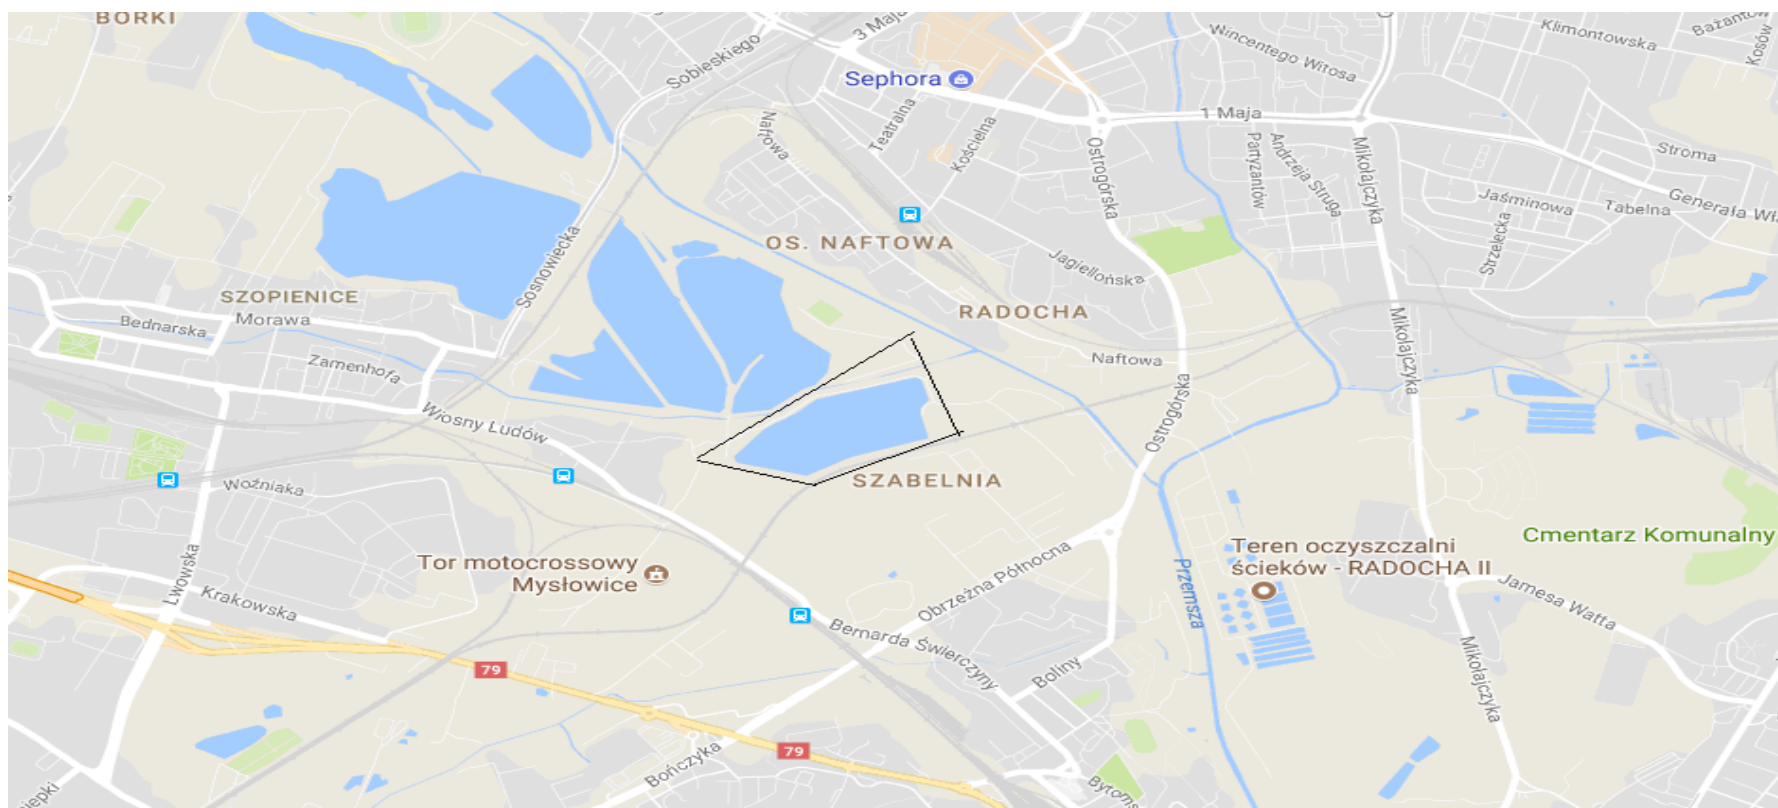 BORKI
3 Maja
Sobieskiego
Sephora
Wincentego Witosa
Klimontowska
Bażantów
Kosów
Naftowa
Teatralna
Kościelna
1 Maja
Ostrogórska
Partyzantów
Andrzeja Struga
Mikołajczyka
Stroma
Jaśminowa
Tabelna
Generała Wł
Strzelecka
OS. NAFTOWA
Jagiellońska
Sosnowiecka
SZOPIENICE
Morawa
Bednarska
RADOCHA
Naftowa
Mikołajczyka
Zamenhofa
Wiosny Ludów
Ostrogórska
Woźniaka
SZABELNIA
Cmentarz Komunalny
Tor motocrossowy
Mysłowice
Teren oczyszczalni
ścieków - RADOCHA II
Lwowska
Krakowska
Obrzeżna Północna
Przemsza
Jamesa Watta
Bernarda Świerczyny
Boliny
Mikołajczyka
79
79
Bończyka
Bytoms
iepki